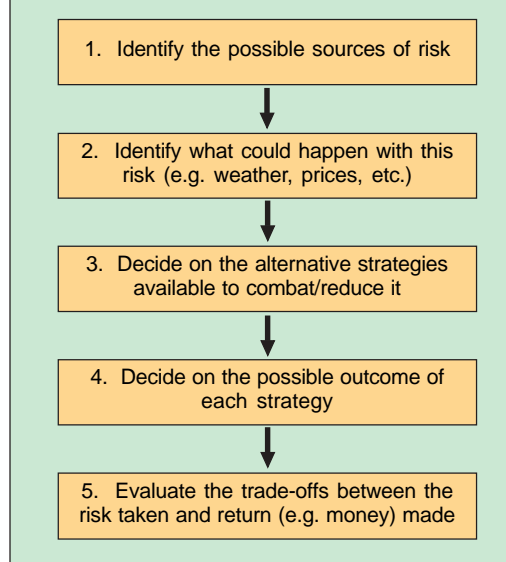 1. Identify the possible sources of risk
2. Identify what could happen with this
risk (e.g. weather, prices, etc.)
3. Decide on the alternative strategies
available to combat/reduce it
4. Decide on the possible outcome of
each strategy
5. Evaluate the trade-offs between the
risk taken and return (e.g. money) made